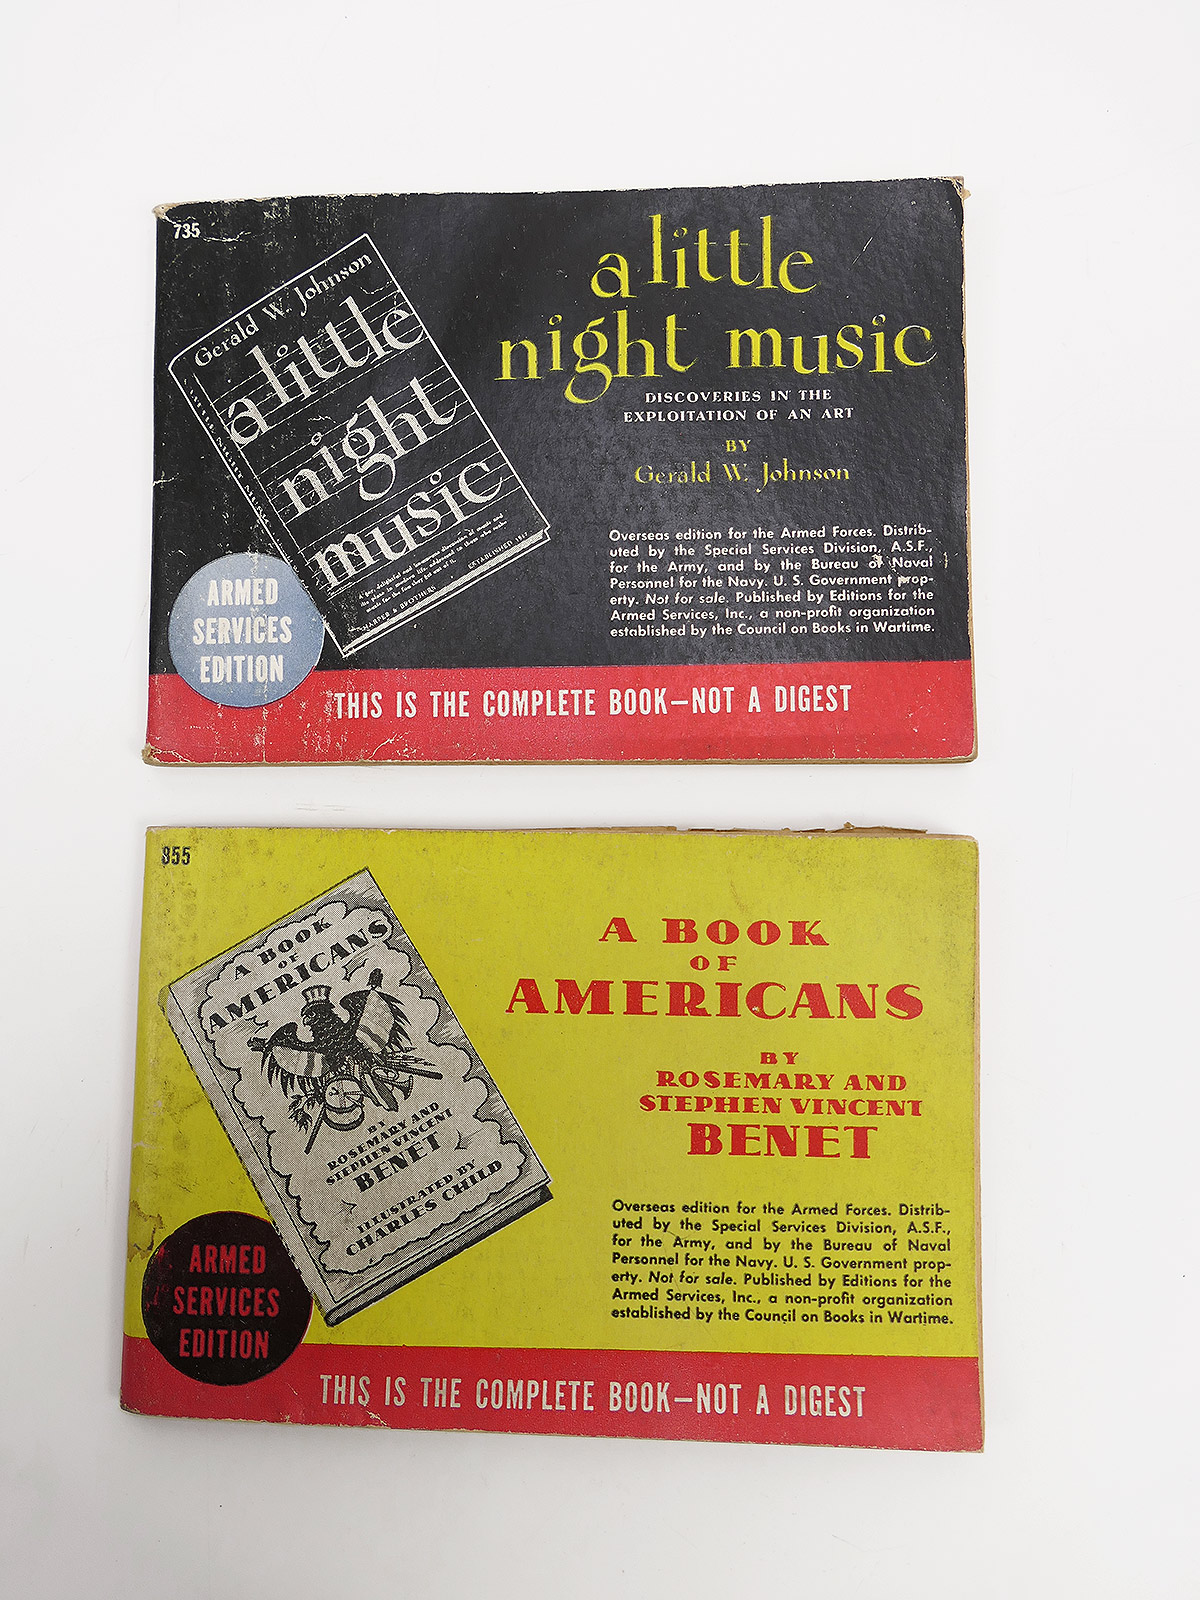 735
Gerald W. Johnson
a little
night
music
HARPER & BROTHERS
ESTABLISHED 1817
a little
night music
DISCOVERIES IN THE
EXPLOITATION OF AN ART
BY
Gerald W. Johnson
Overseas edition for the Armed Forces. Distrib-
uted by the Special Services Division, A.S.F.,
for the Army, and by the Bureau of Naval
Personnel for the Navy. U. S. Government prop-
erty. Not for sale. Published by Editions for the
Armed Services, Inc., a non-profit organization
established by the Council on Books in Wartime.
ARMED
SERVICES
EDITION
THIS IS THE COMPLETE BOOK—NOT A DIGEST
855
A BOOK
OF
AMERICANS
BY
ROSEMARY AND
STEPHEN VINCENT
BENET
ILLUSTRATED BY
CHARLES CHILD
A BOOK
OF
AMERICANS
BY
ROSEMARY AND
STEPHEN VINCENT
BENET
Overseas edition for the Armed Forces. Distrib-
uted by the Special Services Division, A.S.F.,
for the Army, and by the Bureau of Naval
Personnel for the Navy. U. S. Government prop-
erty. Not for sale. Published by Editions for the
Armed Services, Inc., a non-profit organization
established by the Council on Books in Wartime.
ARMED
SERVICES
EDITION
THIS IS THE COMPLETE BOOK—NOT A DIGEST